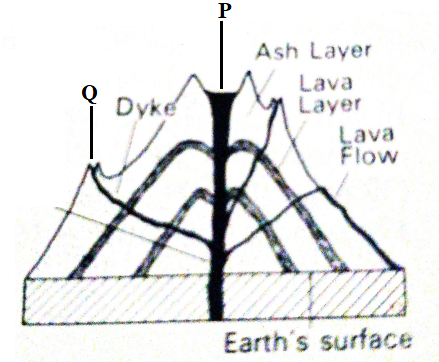 P
Ash Layer
Q
Dyke
Lava
Layer
Lava
Flow
Earth's surface